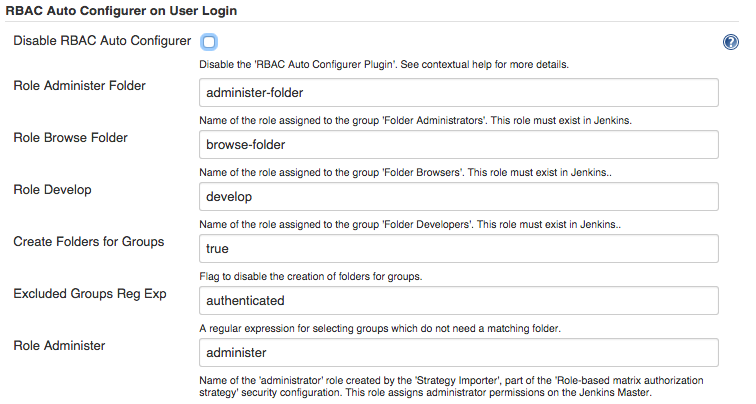 RBAC Auto Configurer on User Login
Disable RBAC Auto Configurer
?
Disable the 'RBAC Auto Configurer Plugin'. See contextual help for more details.
Role Administer Folder
administer-folder
Name of the role assigned to the group 'Folder Administrators'. This role must exist in Jenkins.
Role Browse Folder
browse-folder
Name of the role assigned to the group 'Folder Browsers'. This role must exist in Jenkins..
Role Develop
develop
Name of the role assigned to the group 'Folder Developers'. This role must exist in Jenkins..
Create Folders for Groups
true
Flag to disable the creation of folders for groups.
Excluded Groups Reg Exp
authenticated
A regular expression for selecting groups which do not need a matching folder.
Role Administer
administer
Name of the 'administrator' role created by the 'Strategy Importer', part of the 'Role-based matrix authorization
strategy' security configuration. This role assigns administrator permissions on the Jenkins Master.